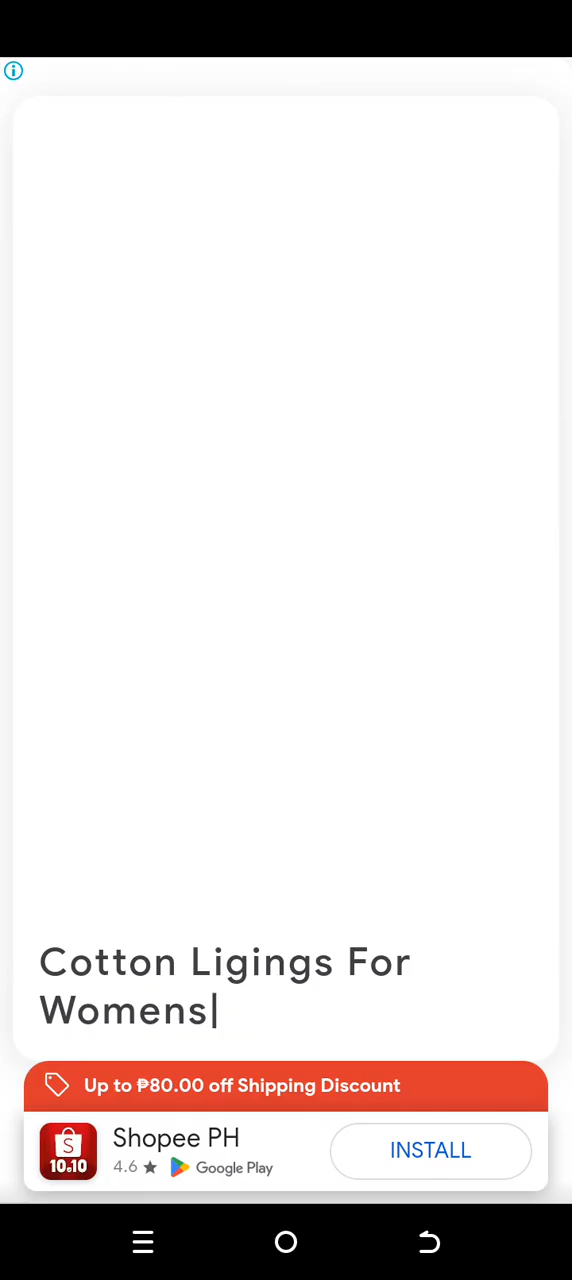 Cotton Ligings For
Womens|
Up to ₱80.00 off Shipping Discount
Shopee PH
4.6 ★ Google Play
INSTALL
S
10.10